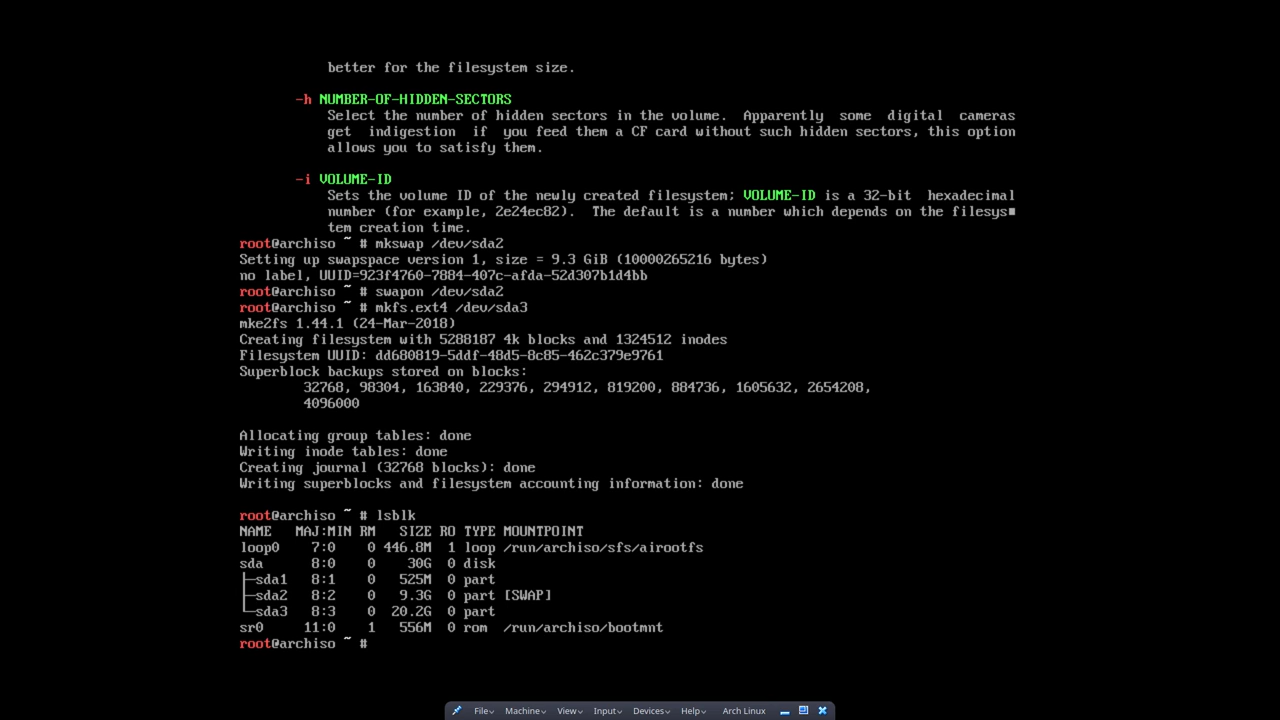 better for the filesystem size.
-h NUMBER-OF-HIDDEN-SECTORS
Select the number of hidden sectors in the volume.  Apparently  some  digital  cameras
get  indigestion  if  you feed them a CF card without such hidden sectors, this option
allows you to satisfy them.
-i VOLUME-ID
Sets the volume ID of the newly created filesystem; VOLUME-ID is a 32-bit  hexadecimal
number (for example, 2e24ec82).  The default is a number which depends on the filesys■
tem creation time.
root@archiso ~ # mkswap /dev/sda2
Setting up swapspace version 1, size = 9.3 GiB (10000265216 bytes)
no label, UUID=923f4760-7884-407c-afda-52d307b1d4bb
root@archiso ~ # swapon /dev/sda2
root@archiso ~ # mkfs.ext4 /dev/sda3
mke2fs 1.44.1 (24-Mar-2018)
Creating filesystem with 5288187 4k blocks and 1324512 inodes
Filesystem UUID: dd680819-5ddf-48d5-8c85-462c379e9761
Superblock backups stored on blocks:
32768, 98304, 163840, 229376, 294912, 819200, 884736, 1605632, 2654208,
4096000
Allocating group tables: done
Writing inode tables: done
Creating journal (32768 blocks): done
Writing superblocks and filesystem accounting information: done
root@archiso ~ # lsblk
NAME   MAJ:MIN RM   SIZE RO TYPE MOUNTPOINT
loop0    7:0    0 446.8M  1 loop /run/archiso/sfs/airootfs
sda      8:0    0    30G  0 disk
├─sda1   8:1    0   525M  0 part
├─sda2   8:2    0   9.3G  0 part [SWAP]
└─sda3   8:3    0  20.2G  0 part
sr0     11:0    1   556M  0 rom  /run/archiso/bootmnt
root@archiso ~ #
File Machine View Input Devices Help Arch Linux